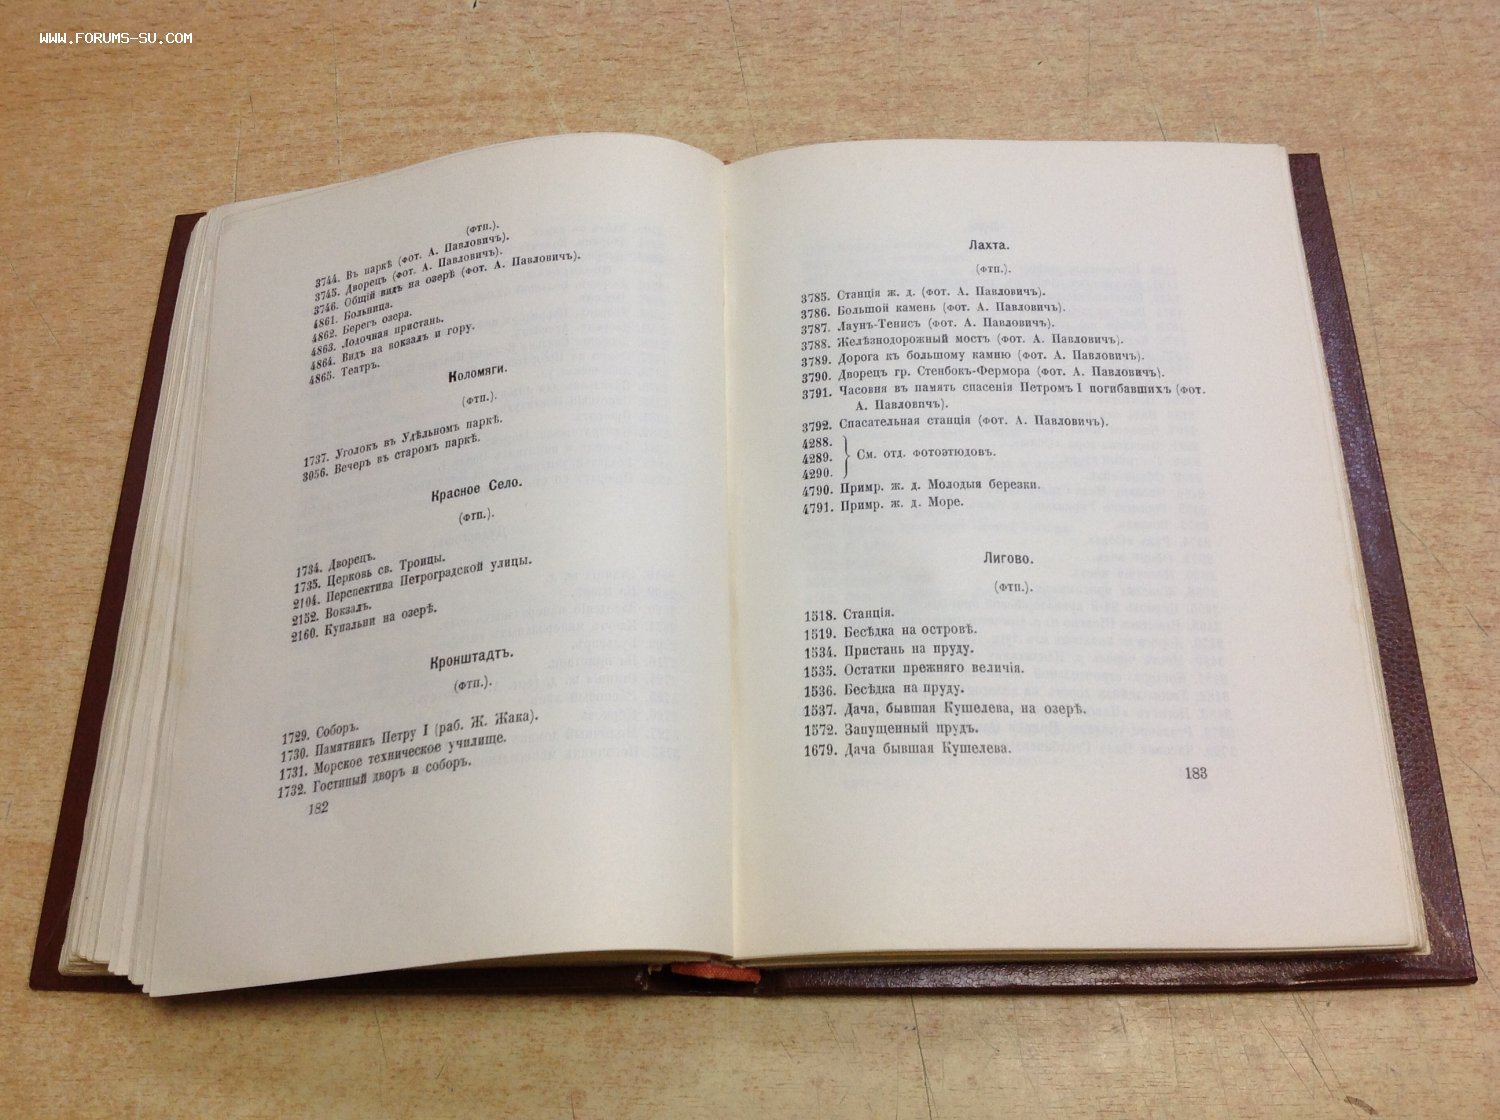 WWW.FORUMS-SU.COM
(Фтп.).
3744. Въ паркѣ (фот. А. Павловичъ).
3745. Дворецъ (фот. А. Павловичъ).
3746. Общій видъ на озерѣ (фот. А. Павловичъ).
4861. Больница.
4862. Берегъ озера.
4863. Лодочная пристань.
4864. Видъ на вокзалъ и гору.
4865. Театръ.
Коломяги.
(Фтп.).
1737. Уголокъ въ Удѣльномъ паркѣ.
3056. Вечеръ въ старомъ паркѣ.
Красное Село.
(Фтп.).
1734. Дворецъ.
1735. Церковь св. Троицы.
2104. Перспектива Петроградской улицы.
2152. Вокзалъ.
2160. Купальни на озерѣ.
Кронштадтъ.
(Фтп.).
1729. Соборъ.
1730. Памятникъ Петру I (раб. Ж. Жака).
1731. Морское техническое училище.
1732. Гостиный дворъ и соборъ.
182
Лахта.
(Фтп.).
3785. Станція ж. д. (фот. А. Павловичъ).
3786. Большой камень (фот. А. Павловичъ).
3787. Лаунъ-Тенисъ (фот. А. Павловичъ).
3788. Желѣзнодорожный мостъ (фот. А. Павловичъ).
3789. Дорога къ большому камню (фот. А. Павловичъ).
3790. Дворецъ гр. Стенбокъ-Фермора (фот. А. Павловичъ).
3791. Часовня въ память спасенія Петромъ I погибавшихъ (фот.
А. Павловичъ).
3792. Спасательная станція (фот. А. Павловичъ).
4288.
4289. } См. отд. фотоэтюдовъ.
4290.
4790. Примр. ж. д. Молодыя березки.
4791. Примр. ж. д. Море.
Лигово.
(Фтп.).
1518. Станція.
1519. Бесѣдка на островѣ.
1534. Пристань на пруду.
1535. Остатки прежняго величія.
1536. Бесѣдка на пруду.
1537. Дача, бывшая Кушелева, на озерѣ.
1572. Запущенный прудъ.
1679. Дача бывшая Кушелева.
183